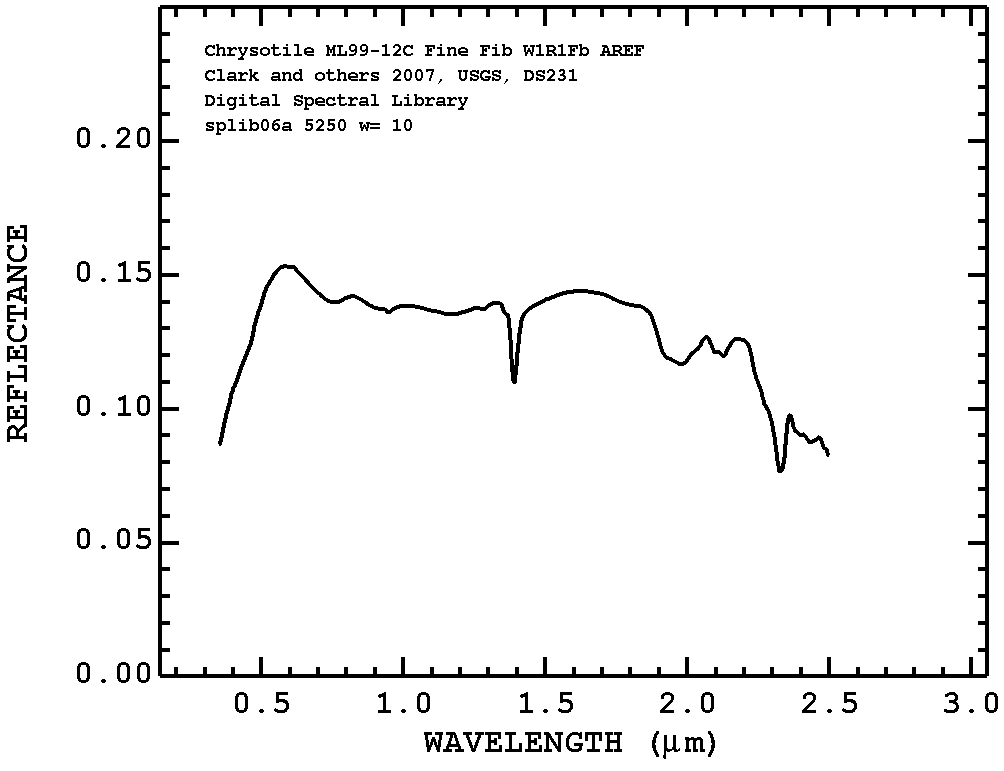 Chrysotile ML99-12C Fine Fib W1R1Fb AREF
Clark and others 2007, USGS, DS231
Digital Spectral Library
splib06a 5250 w= 10
REFLECTANCE
0.20
0.15
0.10
0.05
0.00
0.5 1.0 1.5 2.0 2.5 3.0
WAVELENGTH (μm)